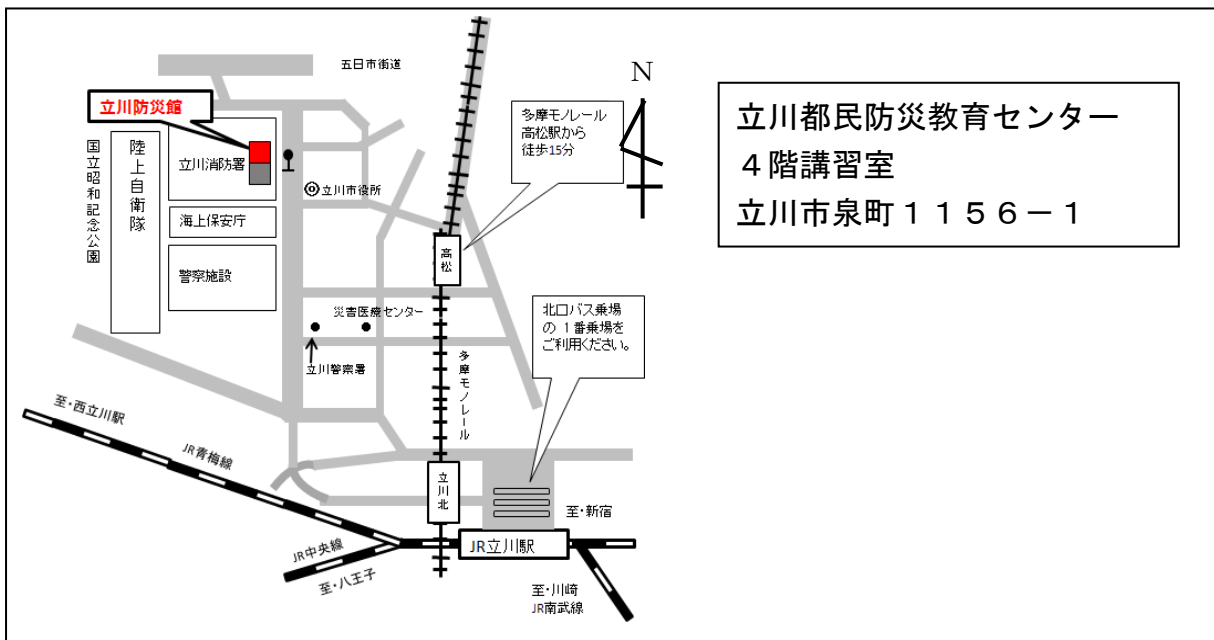 五日市街道
N
立川防災館
多摩モノレール
高松駅から
徒歩15分
立川都民防災教育センター
４階講習室
立川市泉町１１５６－１
国立昭和記念公園
陸上自衛隊
立川消防署
立川市役所
海上保安庁
高松
警察施設
北口バス乗場
の 1番乗場を
ご利用ください。
災害医療センター
立川警察署
多摩モノレール
至・西立川駅
JR青梅線
立川北
至・新宿
JR中央線
至・八王子
JR立川駅
至・川崎
JR南武線